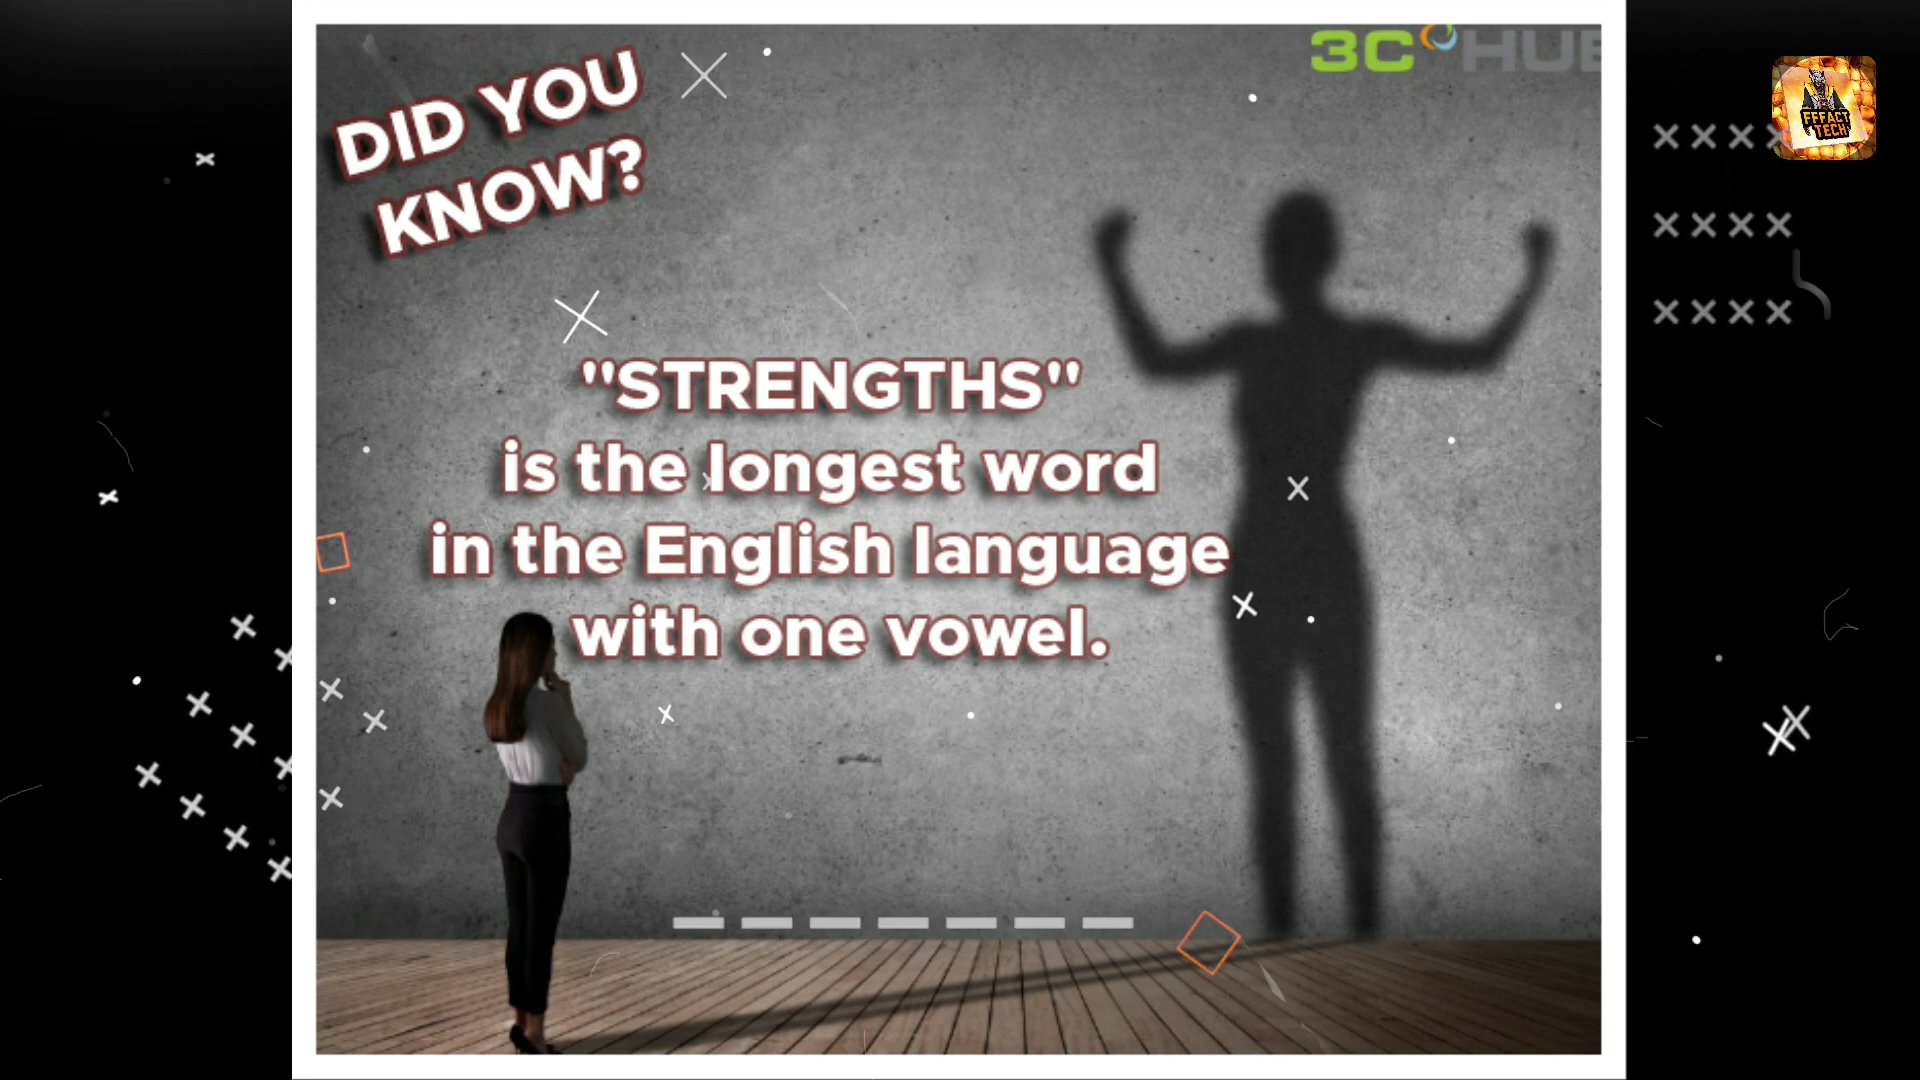 DID YOU
KNOW?
3C HUB
FFFACT
TECH
"STRENGTHS"
is the longest word
in the English language
with one vowel.